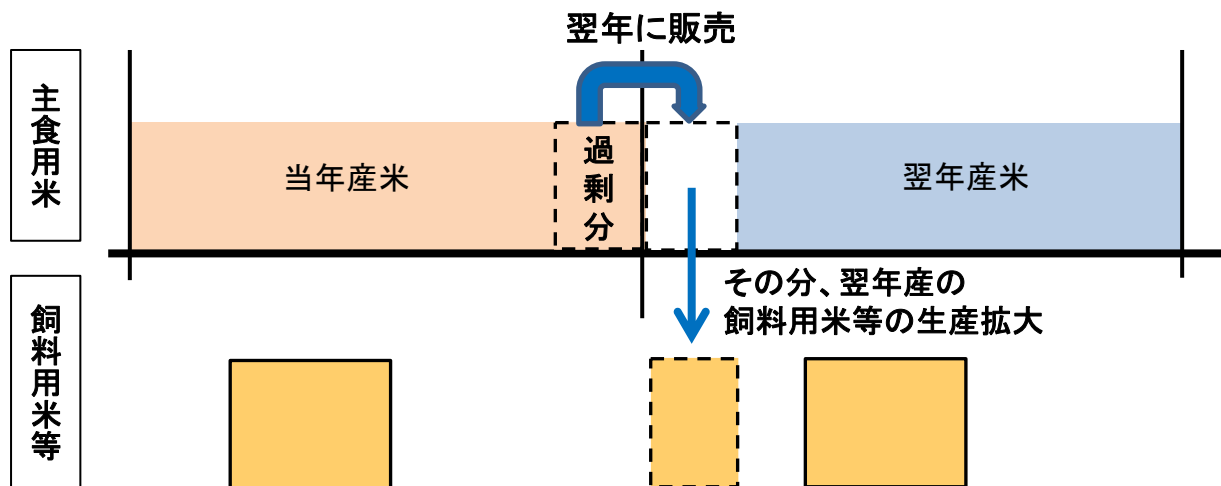 翌年に販売
主食用米
当年産米
過剰分
翌年産米
その分、翌年産の
飼料用米等の生産拡大
飼料用米等